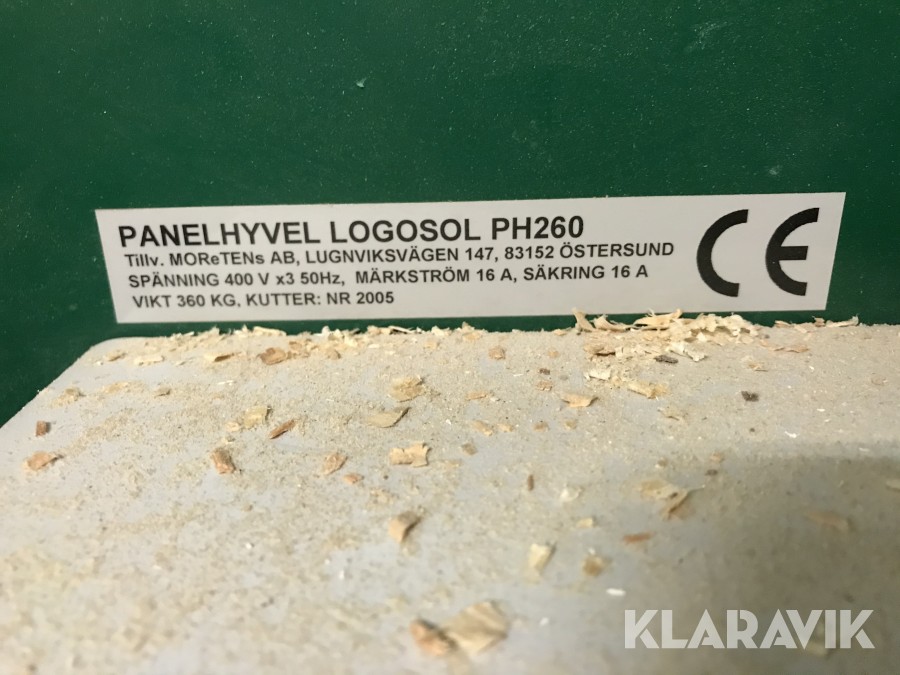 PANELHYVEL LOGOSOL PH260
Tillv. MOReTENs AB, LUGNVIKSVÄGEN 147, 83152 ÖSTERSUND
SPÄNNING 400 V x3 50Hz, MÄRKSTRÖM 16 A, SÄKRING 16 A
VIKT 360 KG, KUTTER: NR 2005
CE
KLARAVIK